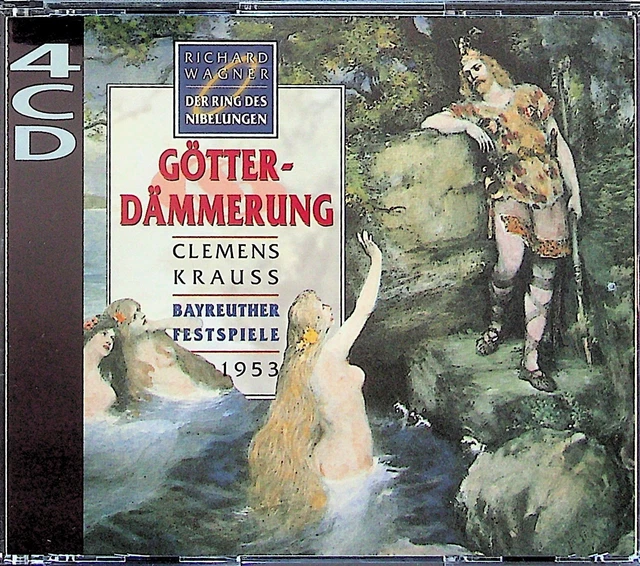 4
CD
RICHARD
WAGNER
DER RING DES
NIBELUNGEN
GÖTTER-
DÄMMERUNG
CLEMENS
KRAUSS
BAYREUTHER
FESTSPIELE
1953